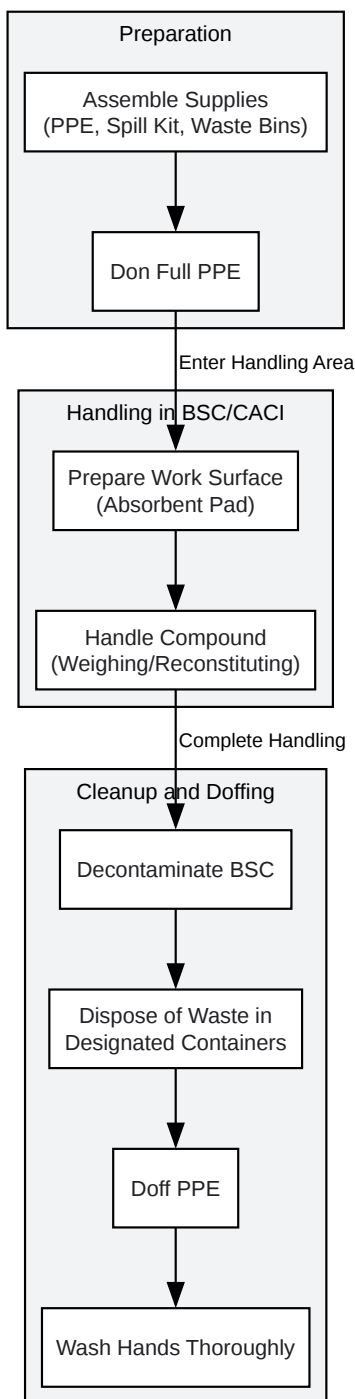 Preparation
Assemble Supplies
(PPE, Spill Kit, Waste Bins)
Don Full PPE
Enter Handling Area
Handling in BSC/CACI
Prepare Work Surface
(Absorbent Pad)
Handle Compound
(Weighing/Reconstituting)
Complete Handling
Cleanup and Doffing
Decontaminate BSC
Dispose of Waste in
Designated Containers
Doff PPE
Wash Hands Thoroughly